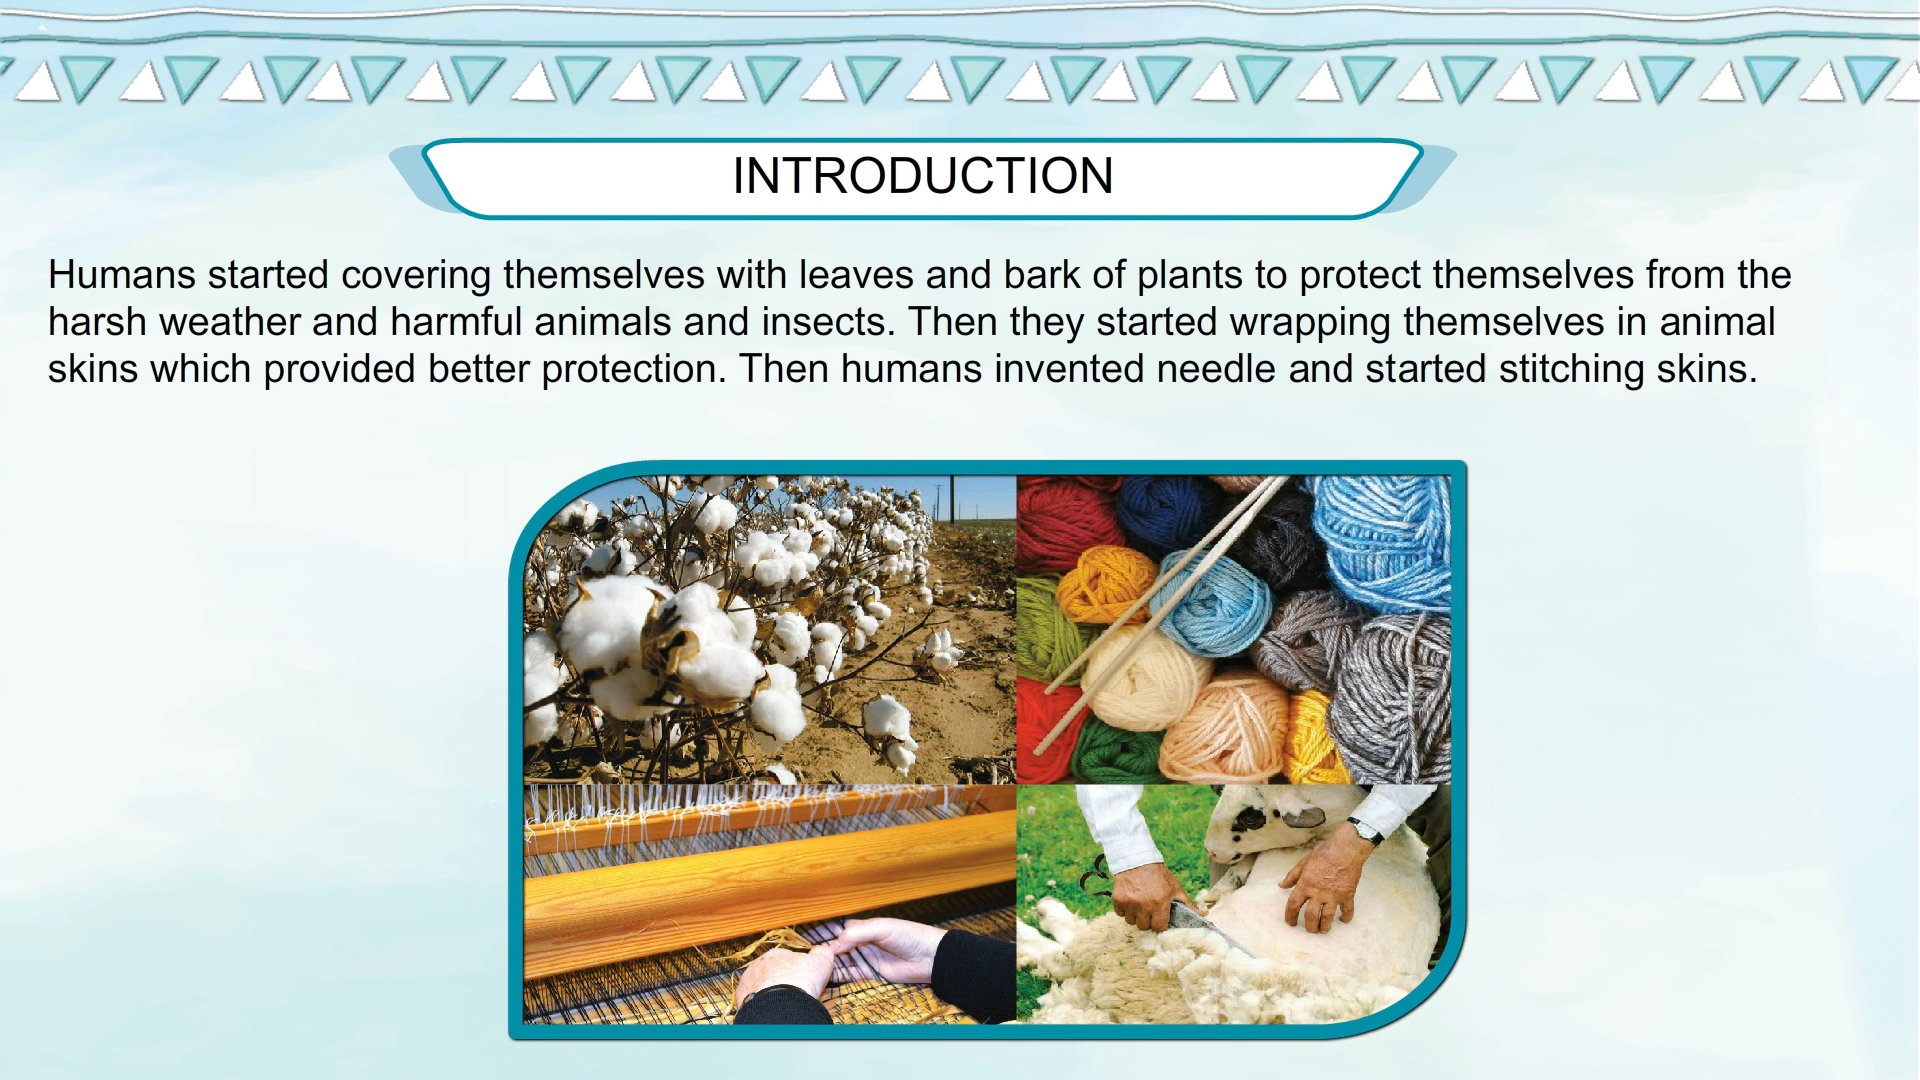 INTRODUCTION
Humans started covering themselves with leaves and bark of plants to protect themselves from the
harsh weather and harmful animals and insects. Then they started wrapping themselves in animal
skins which provided better protection. Then humans invented needle and started stitching skins.